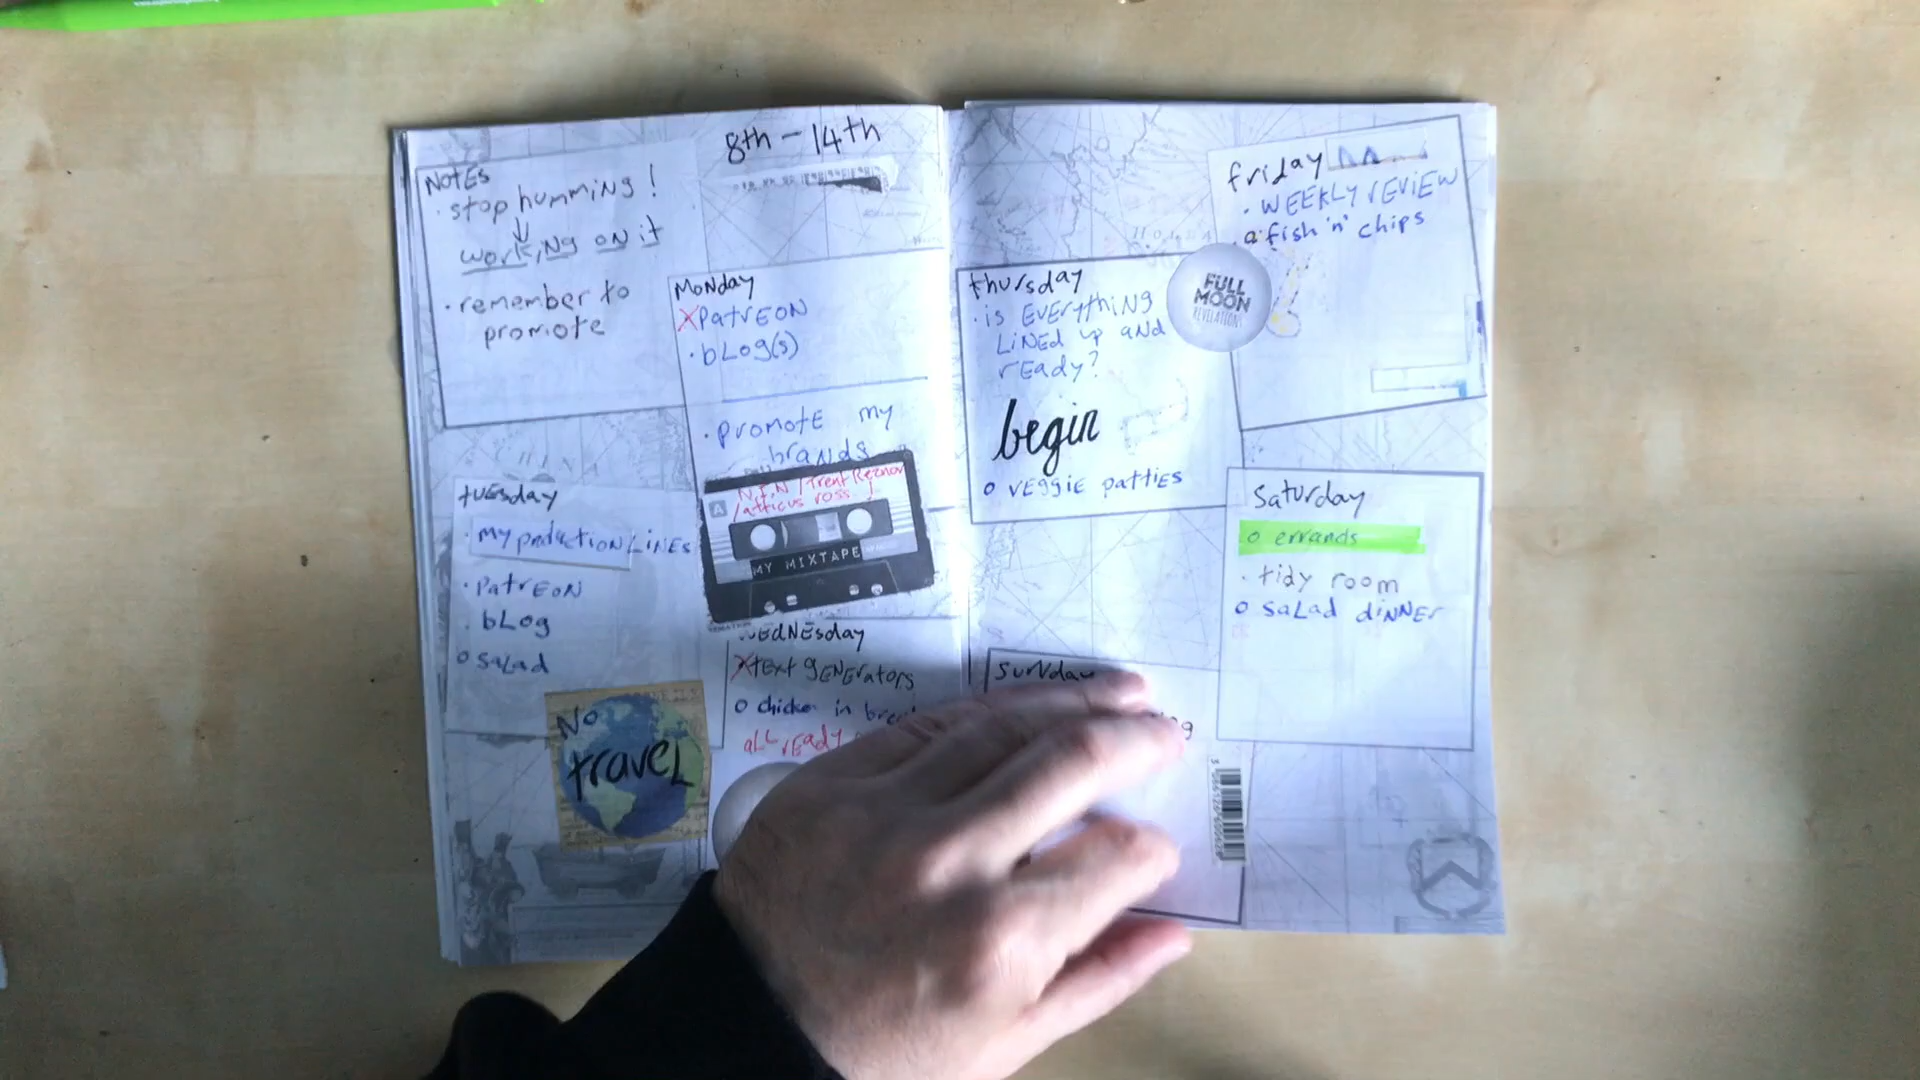 8th - 14th
NOTES
· stop humming!
working on it
· remember to
promote
Monday
X Patreon
· blog(s)
· promote my
brands
N.I.N / Trent Reznor
/ atticus ross
A
MY MIXTAPE
tuesday
· my production lines
· Patreon
· blog
o salad
No
travel
wednesday
X text generators
o chicken in
all ready
thursday
· is everything
lined up and
ready?
begin
o veggie patties
FULL
MOON
REVELATIONS
friday
· weekly review
fish 'n' chips
saturday
o errands
· tidy room
o salad dinner
sunday